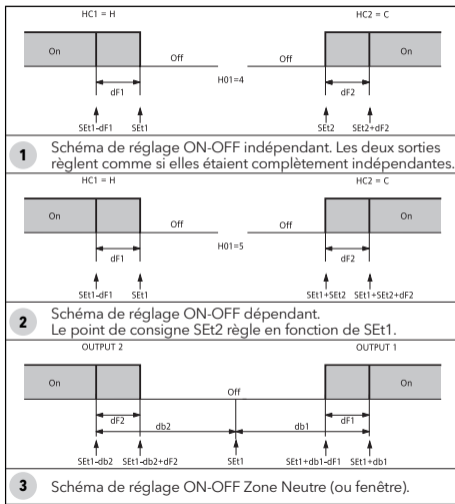 HC1 = H HC2 = C
On Off Off On
H01=4
dF1 dF2
SEt1-dF1 SEt1 SEt2 SEt2+dF2
1 Schéma de réglage ON-OFF indépendant. Les deux sorties
règlent comme si elles étaient complètement indépendantes.
HC1 = H HC2 = C
On Off Off On
H01=5
dF1 dF2
SEt1-dF1 SEt1 SEt1+SEt2 SEt1+SEt2+dF2
2 Schéma de réglage ON-OFF dépendant.
Le point de consigne SEt2 règle en fonction de SEt1.
OUTPUT 2 OUTPUT 1
On Off On
dF2 db2 db1 dF1
SEt1-db2 SEt1-db2+dF2 SEt1 SEt1+db1-dF1 SEt1+db1
3 Schéma de réglage ON-OFF Zone Neutre (ou fenêtre).